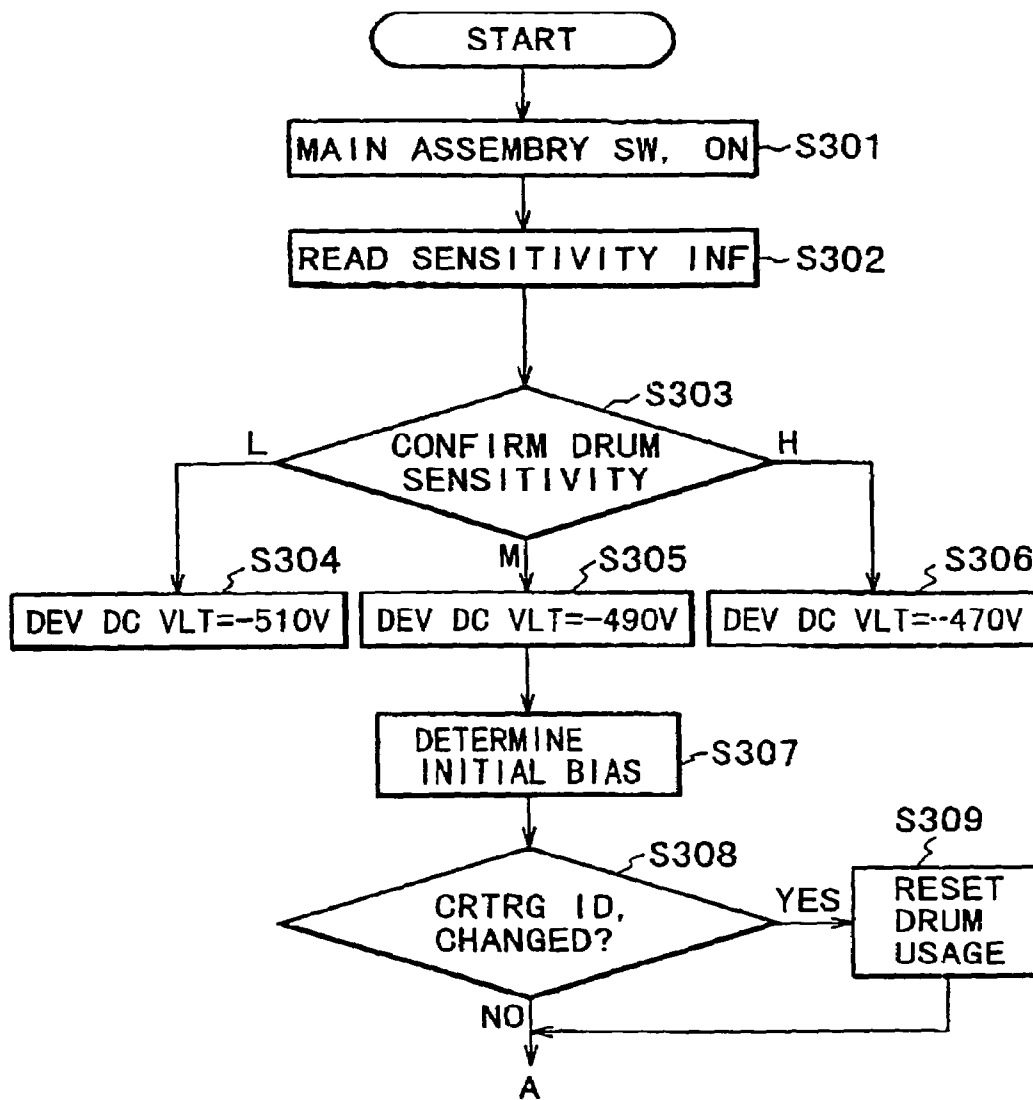 START
MAIN ASSEMBRY SW, ON
S301
READ SENSITIVITY INF
S302
S303
L
CONFIRM DRUM
SENSITIVITY
H
M
S304
S305
S306
DEV DC VLT=-510V
DEV DC VLT=-490V
DEV DC VLT=-470V
DETERMINE
INITIAL BIAS
S307
S308
S309
CRTRG ID,
CHANGED?
YES
RESET
DRUM
USAGE
NO
A